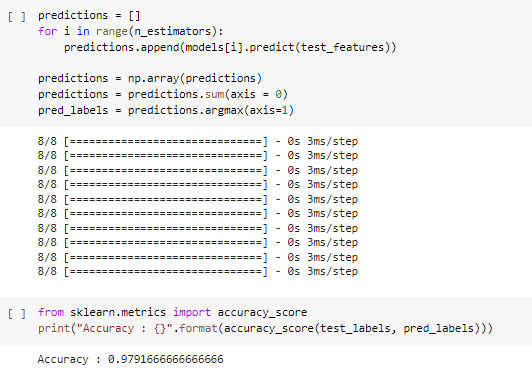 [ ] predictions = []
for i in range(n_estimators):
    predictions.append(models[i].predict(test_features))
predictions = np.array(predictions)
predictions = predictions.sum(axis = 0)
pred_labels = predictions.argmax(axis=1)
8/8 [==============================] - 0s 3ms/step
8/8 [==============================] - 0s 3ms/step
8/8 [==============================] - 0s 3ms/step
8/8 [==============================] - 0s 3ms/step
8/8 [==============================] - 0s 3ms/step
8/8 [==============================] - 0s 3ms/step
8/8 [==============================] - 0s 3ms/step
8/8 [==============================] - 0s 3ms/step
8/8 [==============================] - 0s 3ms/step
8/8 [==============================] - 0s 3ms/step
[ ] from sklearn.metrics import accuracy_score
print("Accuracy : {}".format(accuracy_score(test_labels, pred_labels)))
Accuracy : 0.9791666666666666